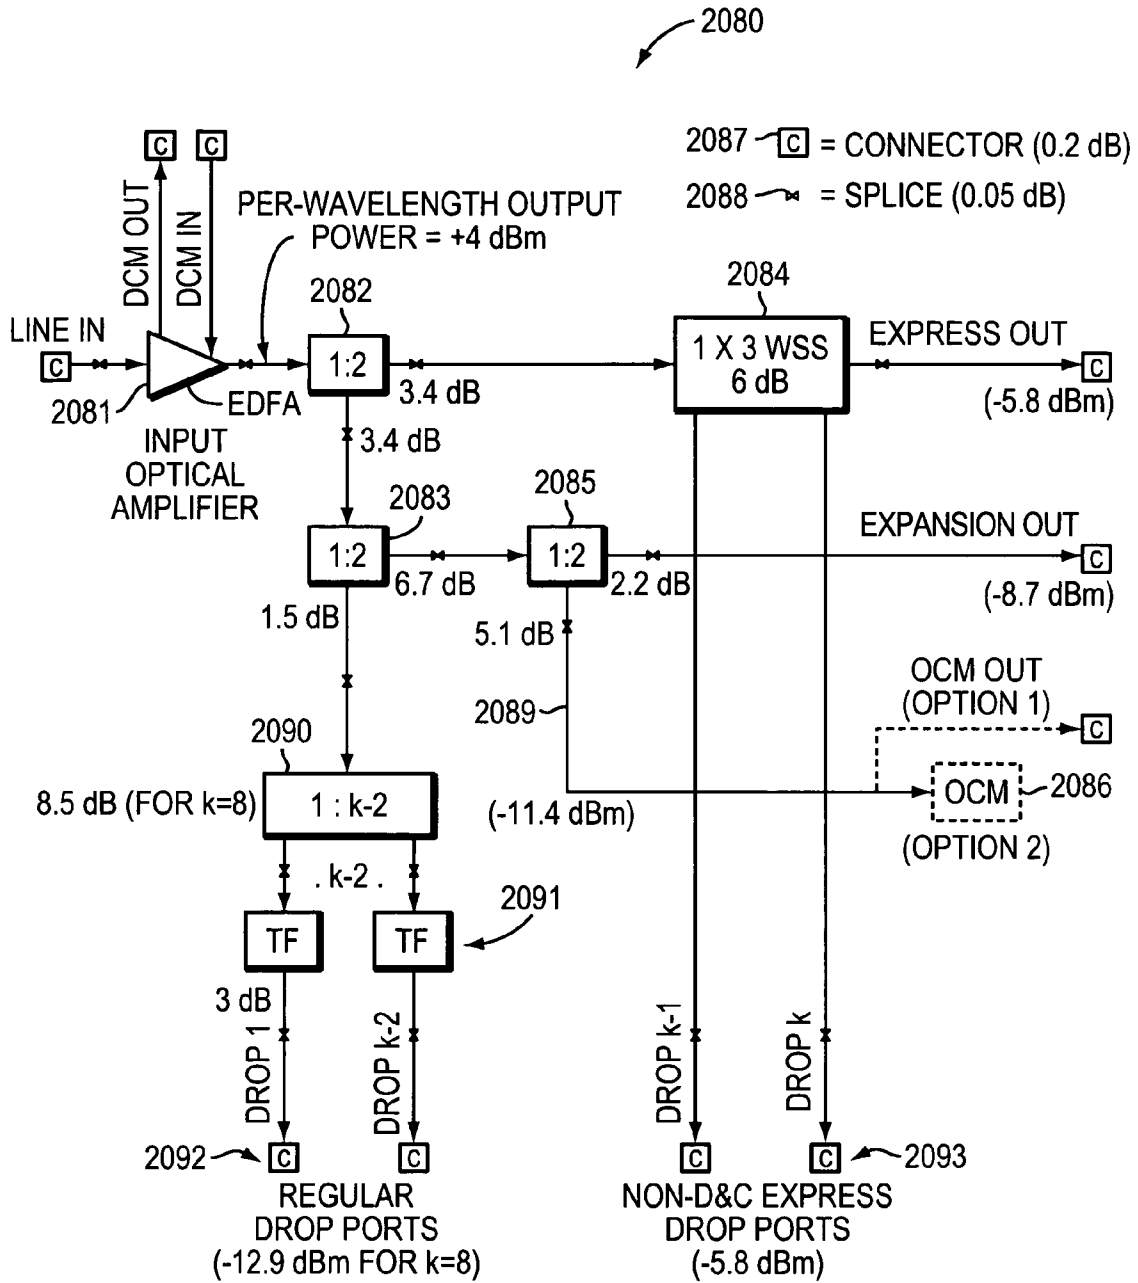 2080
2087 C = CONNECTOR (0.2 dB)
2088 = SPLICE (0.05 dB)
C C
DCM OUT
DCM IN
PER-WAVELENGTH OUTPUT
POWER = +4 dBm
2082
2084
LINE IN
C
1:2
3.4 dB
1 X 3 WSS
6 dB
EXPRESS OUT
C
(-5.8 dBm)
2081
EDFA
INPUT
OPTICAL
AMPLIFIER
3.4 dB
2083
2085
1:2
6.7 dB
1:2
2.2 dB
EXPANSION OUT
C
(-8.7 dBm)
1.5 dB
5.1 dB
2089
OCM OUT
(OPTION 1)
C
2090
8.5 dB (FOR k=8)
1 : k-2
(-11.4 dBm)
OCM
2086
(OPTION 2)
. k-2 .
2091
TF
TF
3 dB
DROP 1
DROP k-2
DROP k-1
DROP k
2092
C
C
C
C
2093
REGULAR
DROP PORTS
(-12.9 dBm FOR k=8)
NON-D&C EXPRESS
DROP PORTS
(-5.8 dBm)